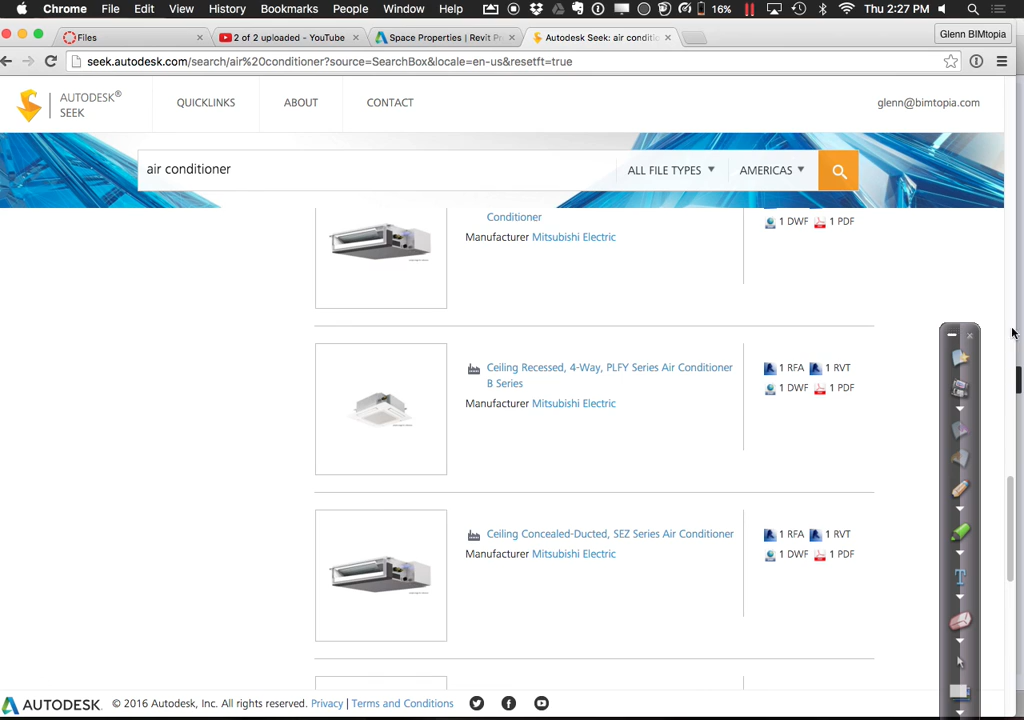 Chrome File Edit View History Bookmarks People Window Help 16% Thu 2:27 PM
Files 2 of 2 uploaded - YouTube Space Properties | Revit Pr Autodesk Seek: air conditio Glenn BIMtopia
seek.autodesk.com/search/air%20conditioner?source=SearchBox&locale=en-us&resetft=true
AUTODESK®
SEEK
QUICKLINKS ABOUT CONTACT glenn@bimtopia.com
air conditioner ALL FILE TYPES AMERICAS
Conditioner
Manufacturer Mitsubishi Electric
1 DWF 1 PDF
Ceiling Recessed, 4-Way, PLFY Series Air Conditioner
B Series
Manufacturer Mitsubishi Electric
1 RFA 1 RVT
1 DWF 1 PDF
Ceiling Concealed-Ducted, SEZ Series Air Conditioner
Manufacturer Mitsubishi Electric
1 RFA 1 RVT
1 DWF 1 PDF
AUTODESK. © 2016 Autodesk, Inc. All rights reserved. Privacy | Terms and Conditions